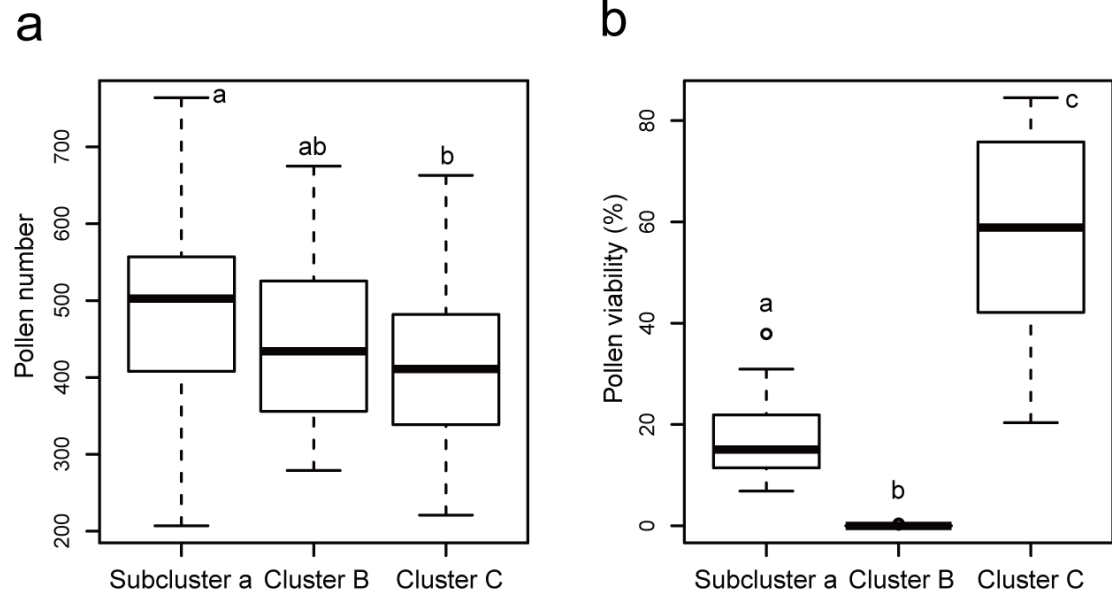 a
b
Pollen number
700
600
500
400
300
200
a
ab
b
Subcluster a Cluster B Cluster C
Pollen viability (%)
80
60
40
20
0
a
b
c
Subcluster a Cluster B Cluster C